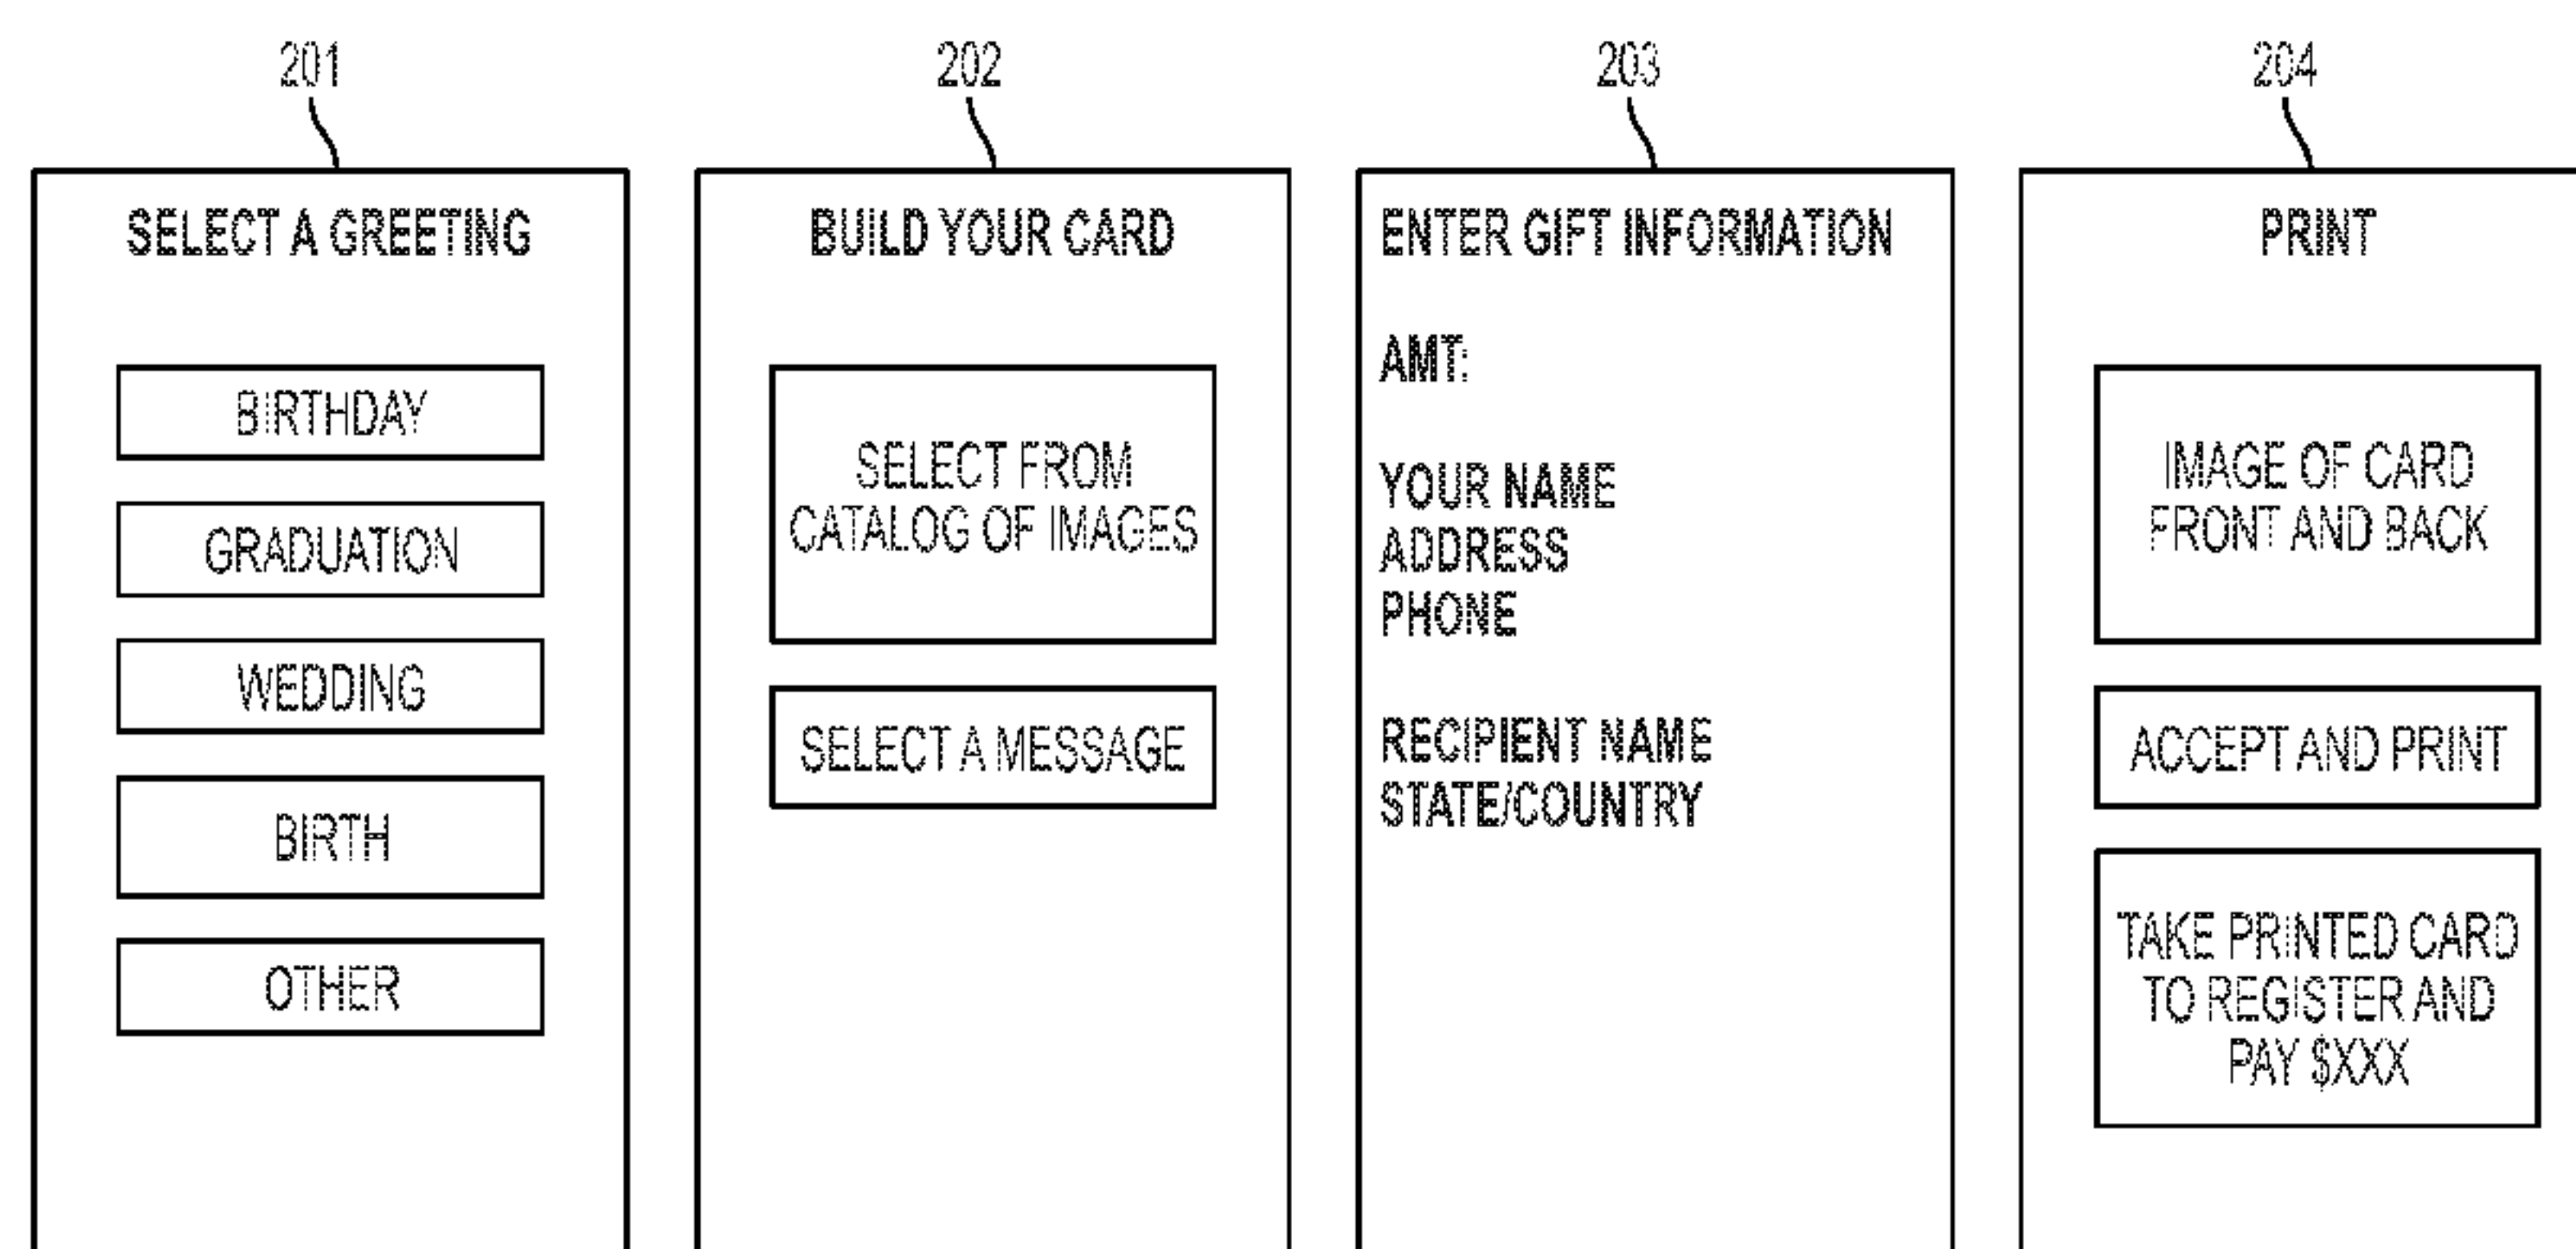 201
SELECT A GREETING
BIRTHDAY
GRADUATION
WEDDING
BIRTH
OTHER
202
BUILD YOUR CARD
SELECT FROM
CATALOG OF IMAGES
SELECT A MESSAGE
203
ENTER GIFT INFORMATION
AMT:
YOUR NAME
ADDRESS
PHONE
RECIPIENT NAME
STATE/COUNTRY
204
PRINT
IMAGE OF CARD
FRONT AND BACK
ACCEPT AND PRINT
TAKE PRINTED CARD
TO REGISTER AND
PAY $XXX